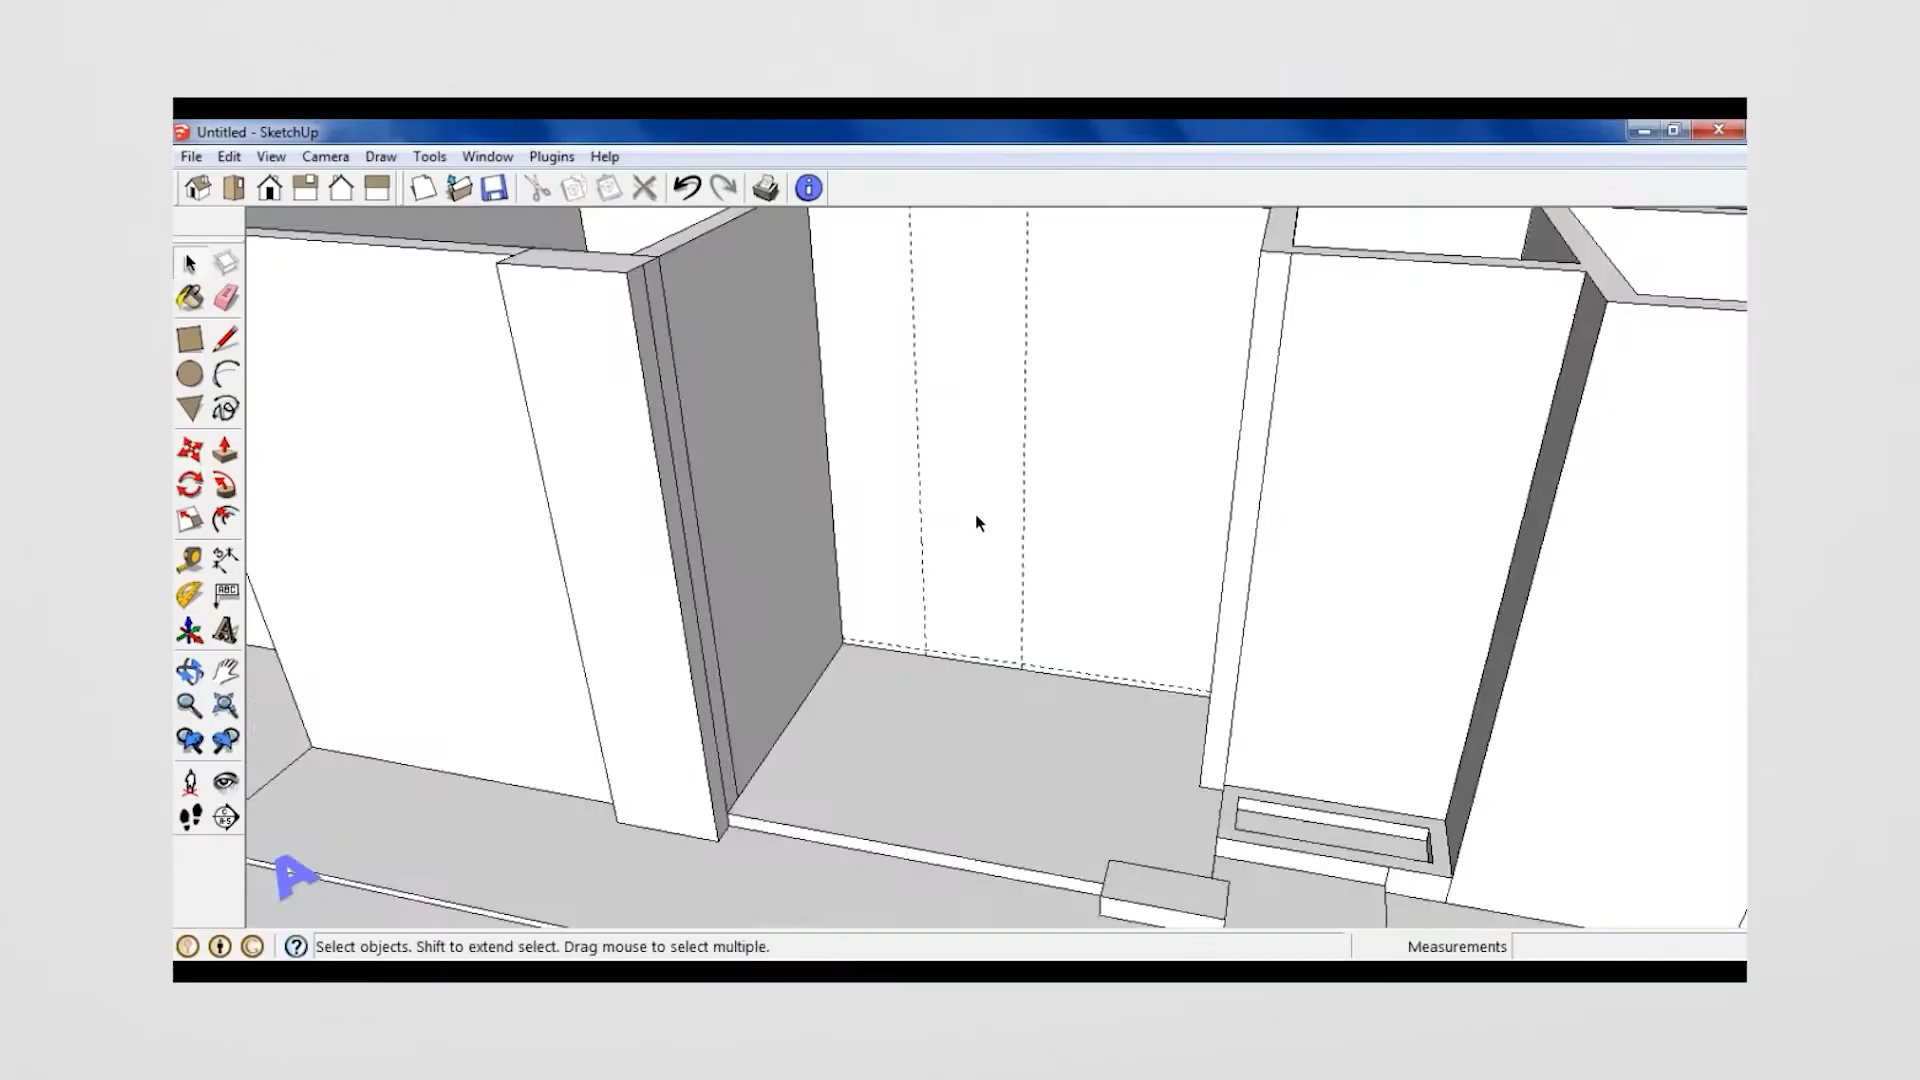 Untitled - SketchUp
File Edit View Camera Draw Tools Window Plugins Help
ABC
A
Select objects. Shift to extend select. Drag mouse to select multiple.
Measurements